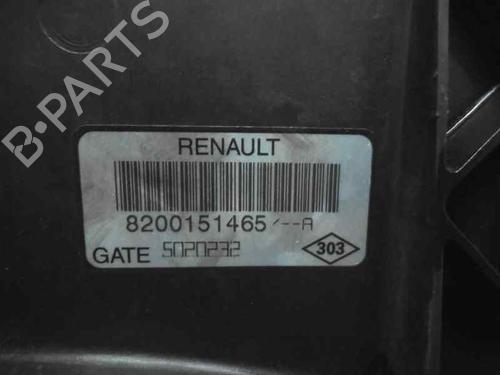 B-PARTS
RENAULT
8200151465/--A
GATE 5020232
303